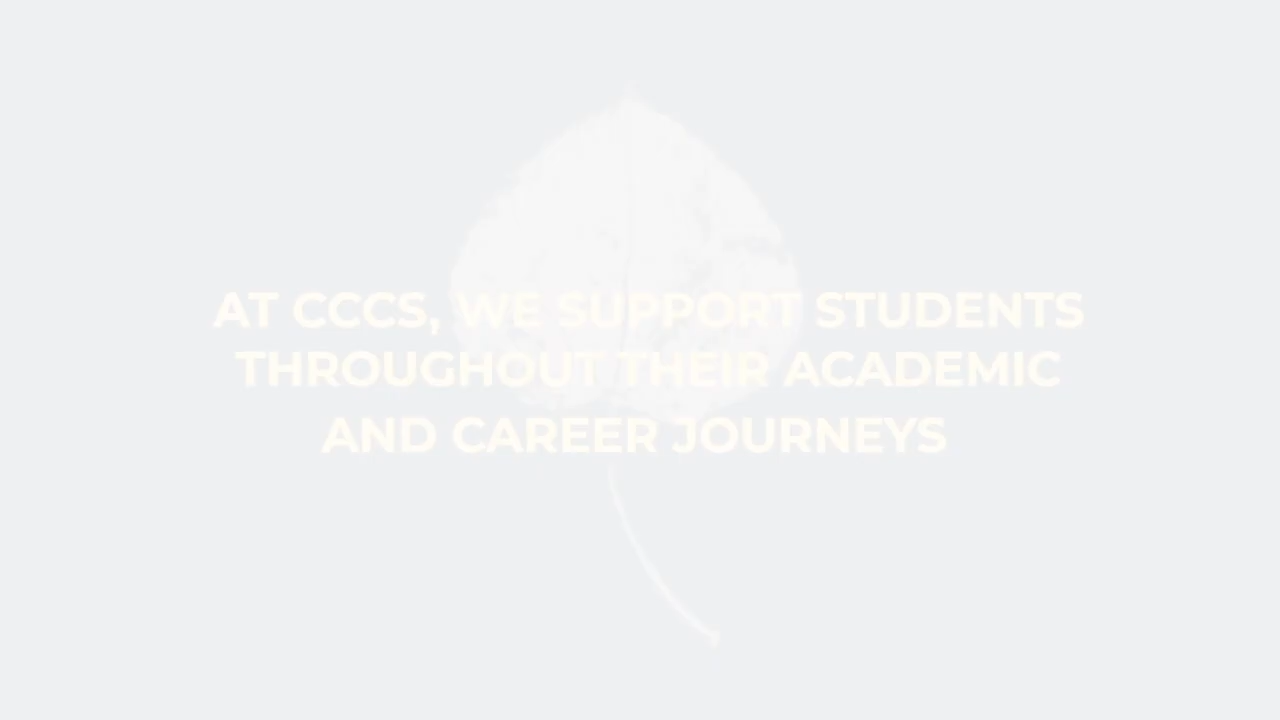 AT CCCS, WE SUPPORT STUDENTS
THROUGHOUT THEIR ACADEMIC
AND CAREER JOURNEYS